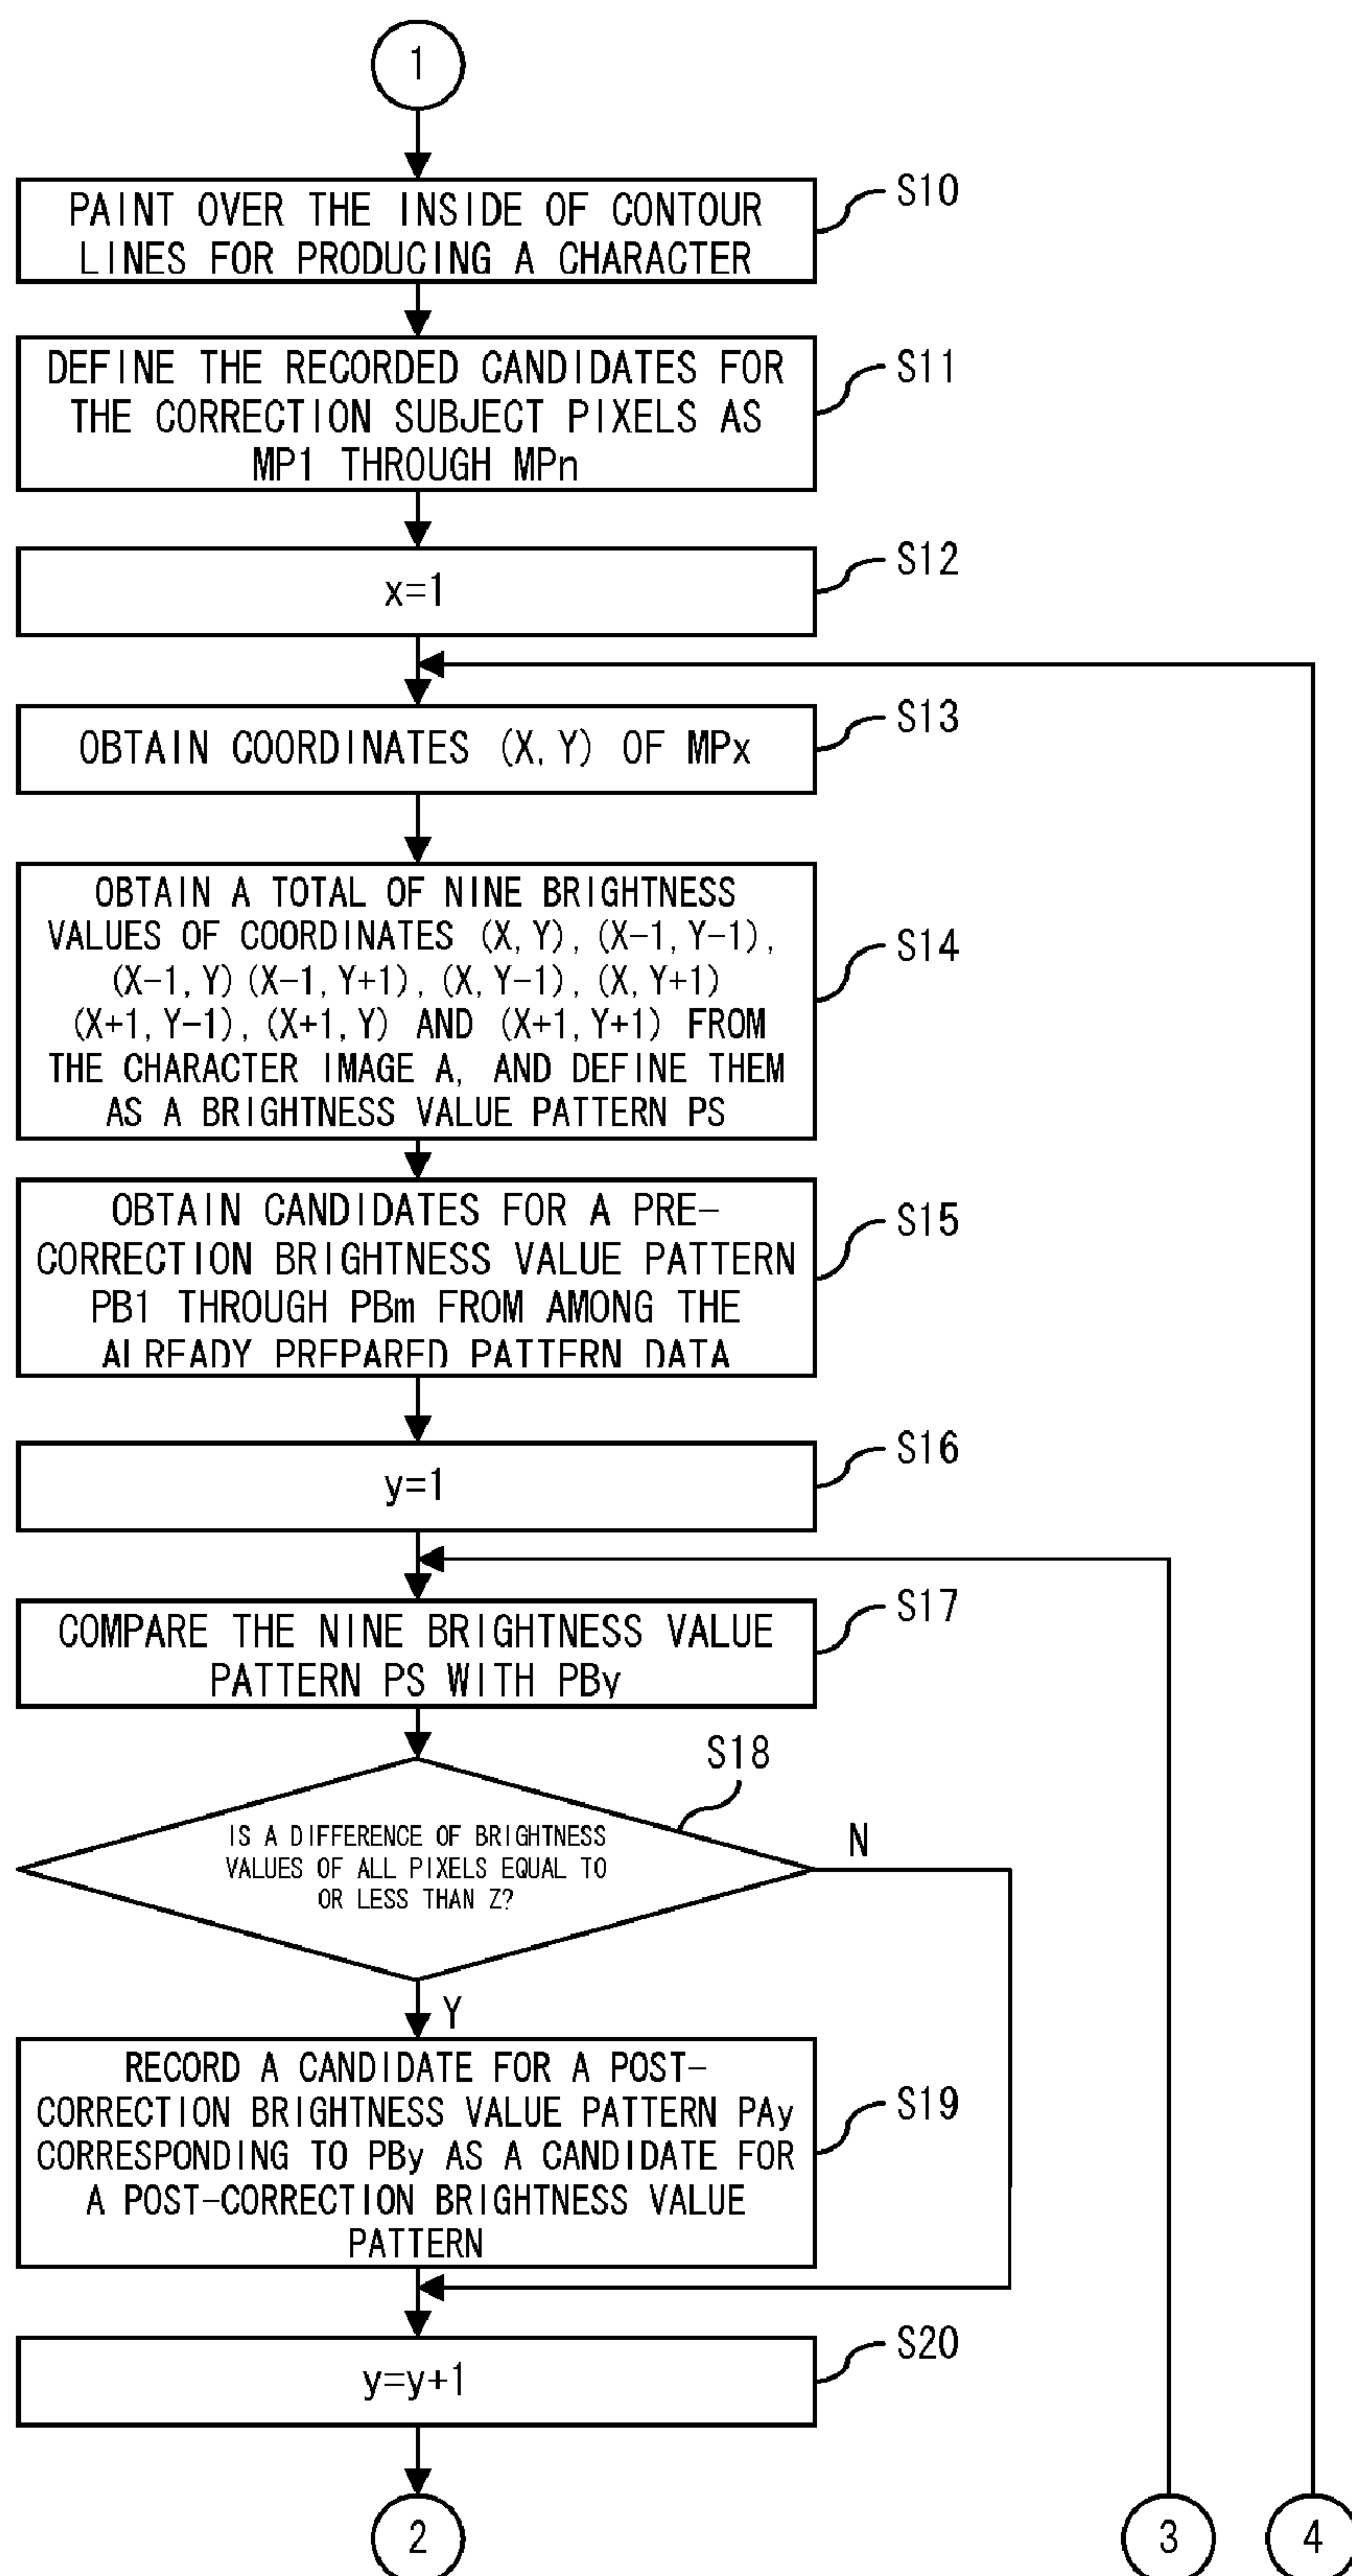 1
PAINT OVER THE INSIDE OF CONTOUR
LINES FOR PRODUCING A CHARACTER
S10
DEFINE THE RECORDED CANDIDATES FOR
THE CORRECTION SUBJECT PIXELS AS
MP1 THROUGH MPn
S11
x=1
S12
OBTAIN COORDINATES (X, Y) OF MPx
S13
OBTAIN A TOTAL OF NINE BRIGHTNESS
VALUES OF COORDINATES (X, Y), (X-1, Y-1),
(X-1, Y) (X-1, Y+1), (X, Y-1), (X, Y+1)
(X+1, Y-1), (X+1, Y) AND (X+1, Y+1) FROM
THE CHARACTER IMAGE A, AND DEFINE THEM
AS A BRIGHTNESS VALUE PATTERN PS
S14
OBTAIN CANDIDATES FOR A PRE-
CORRECTION BRIGHTNESS VALUE PATTERN
PB1 THROUGH PBm FROM AMONG THE
ALREADY PREPARED PATTERN DATA
S15
y=1
S16
COMPARE THE NINE BRIGHTNESS VALUE
PATTERN PS WITH PBy
S17
S18
IS A DIFFERENCE OF BRIGHTNESS
VALUES OF ALL PIXELS EQUAL TO
OR LESS THAN Z?
N
Y
RECORD A CANDIDATE FOR A POST-
CORRECTION BRIGHTNESS VALUE PATTERN PAy
CORRESPONDING TO PBy AS A CANDIDATE FOR
A POST-CORRECTION BRIGHTNESS VALUE
PATTERN
S19
y=y+1
S20
2
3
4